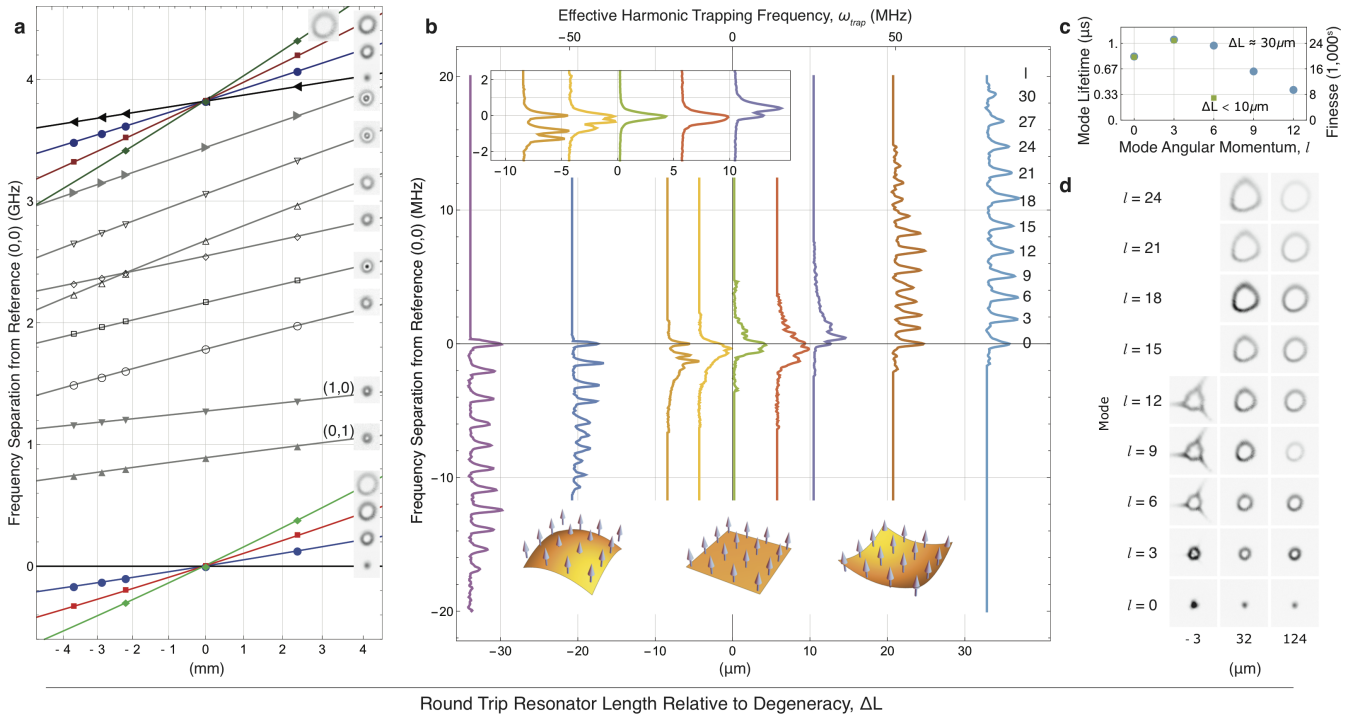 a
Frequency Separation from Reference (0,0) (GHz)
4
3
2
1
0
(1,0)
(0,1)
- 4 - 3 - 2 - 1 0 1 2 3 4
(mm)
b
Effective Harmonic Trapping Frequency, ω_trap (MHz)
−50 0 50
Frequency Separation from Reference (0,0) (MHz)
20
10
0
−10
−20
2
1
0
−1
−2
−10 −5 0 5 10
l
30
27
24
21
18
15
12
9
6
3
0
−30 −20 −10 0 10 20 30
(μm)
c
Mode Lifetime (μs)
1.
0.67
0.33
0.
ΔL ≈ 30μm
ΔL < 10μm
24
16
8
0
Finesse (1,000ˢ)
0 3 6 9 12
Mode Angular Momentum, l
d
Mode
l = 24
l = 21
l = 18
l = 15
l = 12
l = 9
l = 6
l = 3
l = 0
- 3 32 124
(μm)
Round Trip Resonator Length Relative to Degeneracy, ΔL